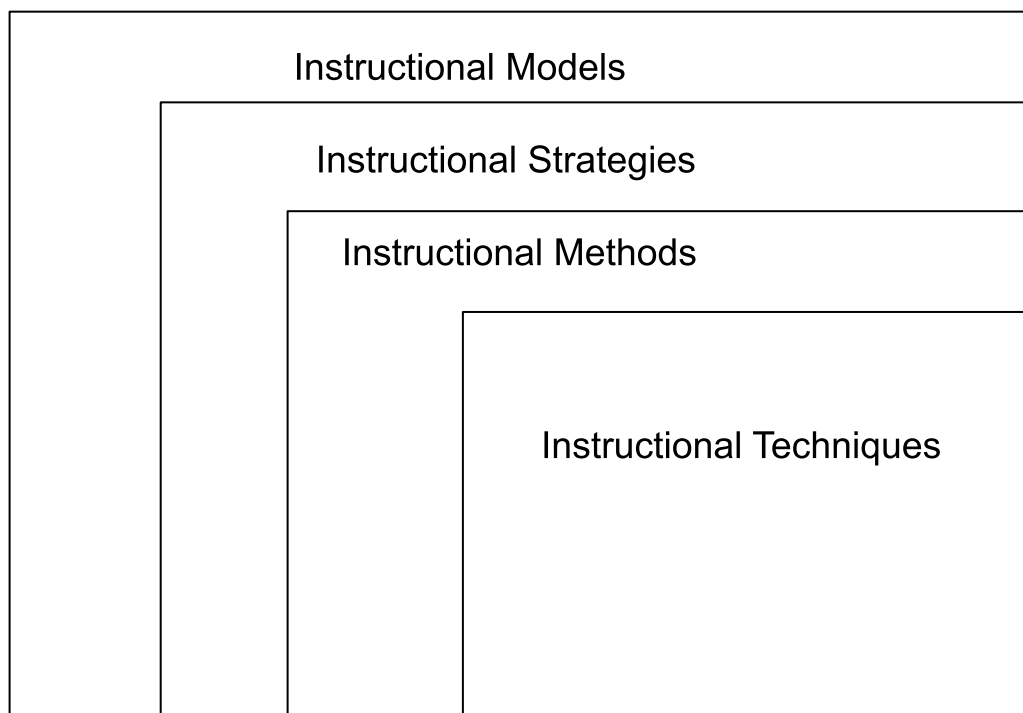 Instructional Models
Instructional Strategies
Instructional Methods
Instructional Techniques